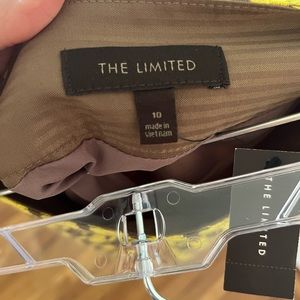 THE LIMITED
10
made in
vietnam
THE LIMITED